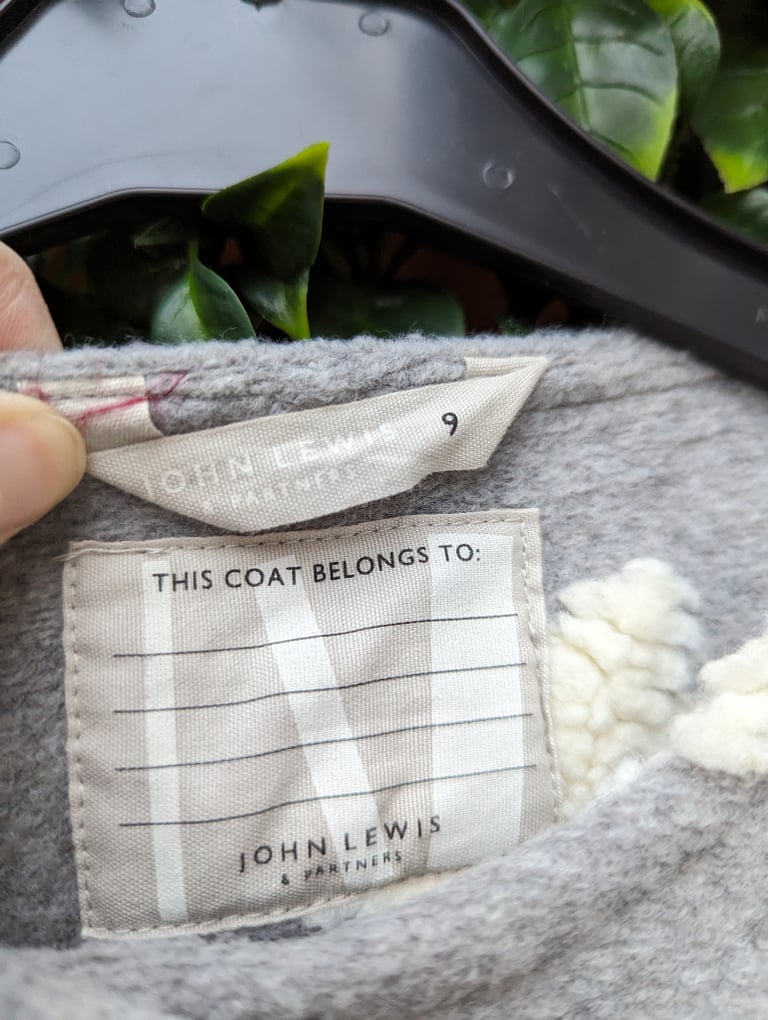 JOHN LEWIS
& PARTNERS
9
THIS COAT BELONGS TO:
JOHN LEWIS
& PARTNERS